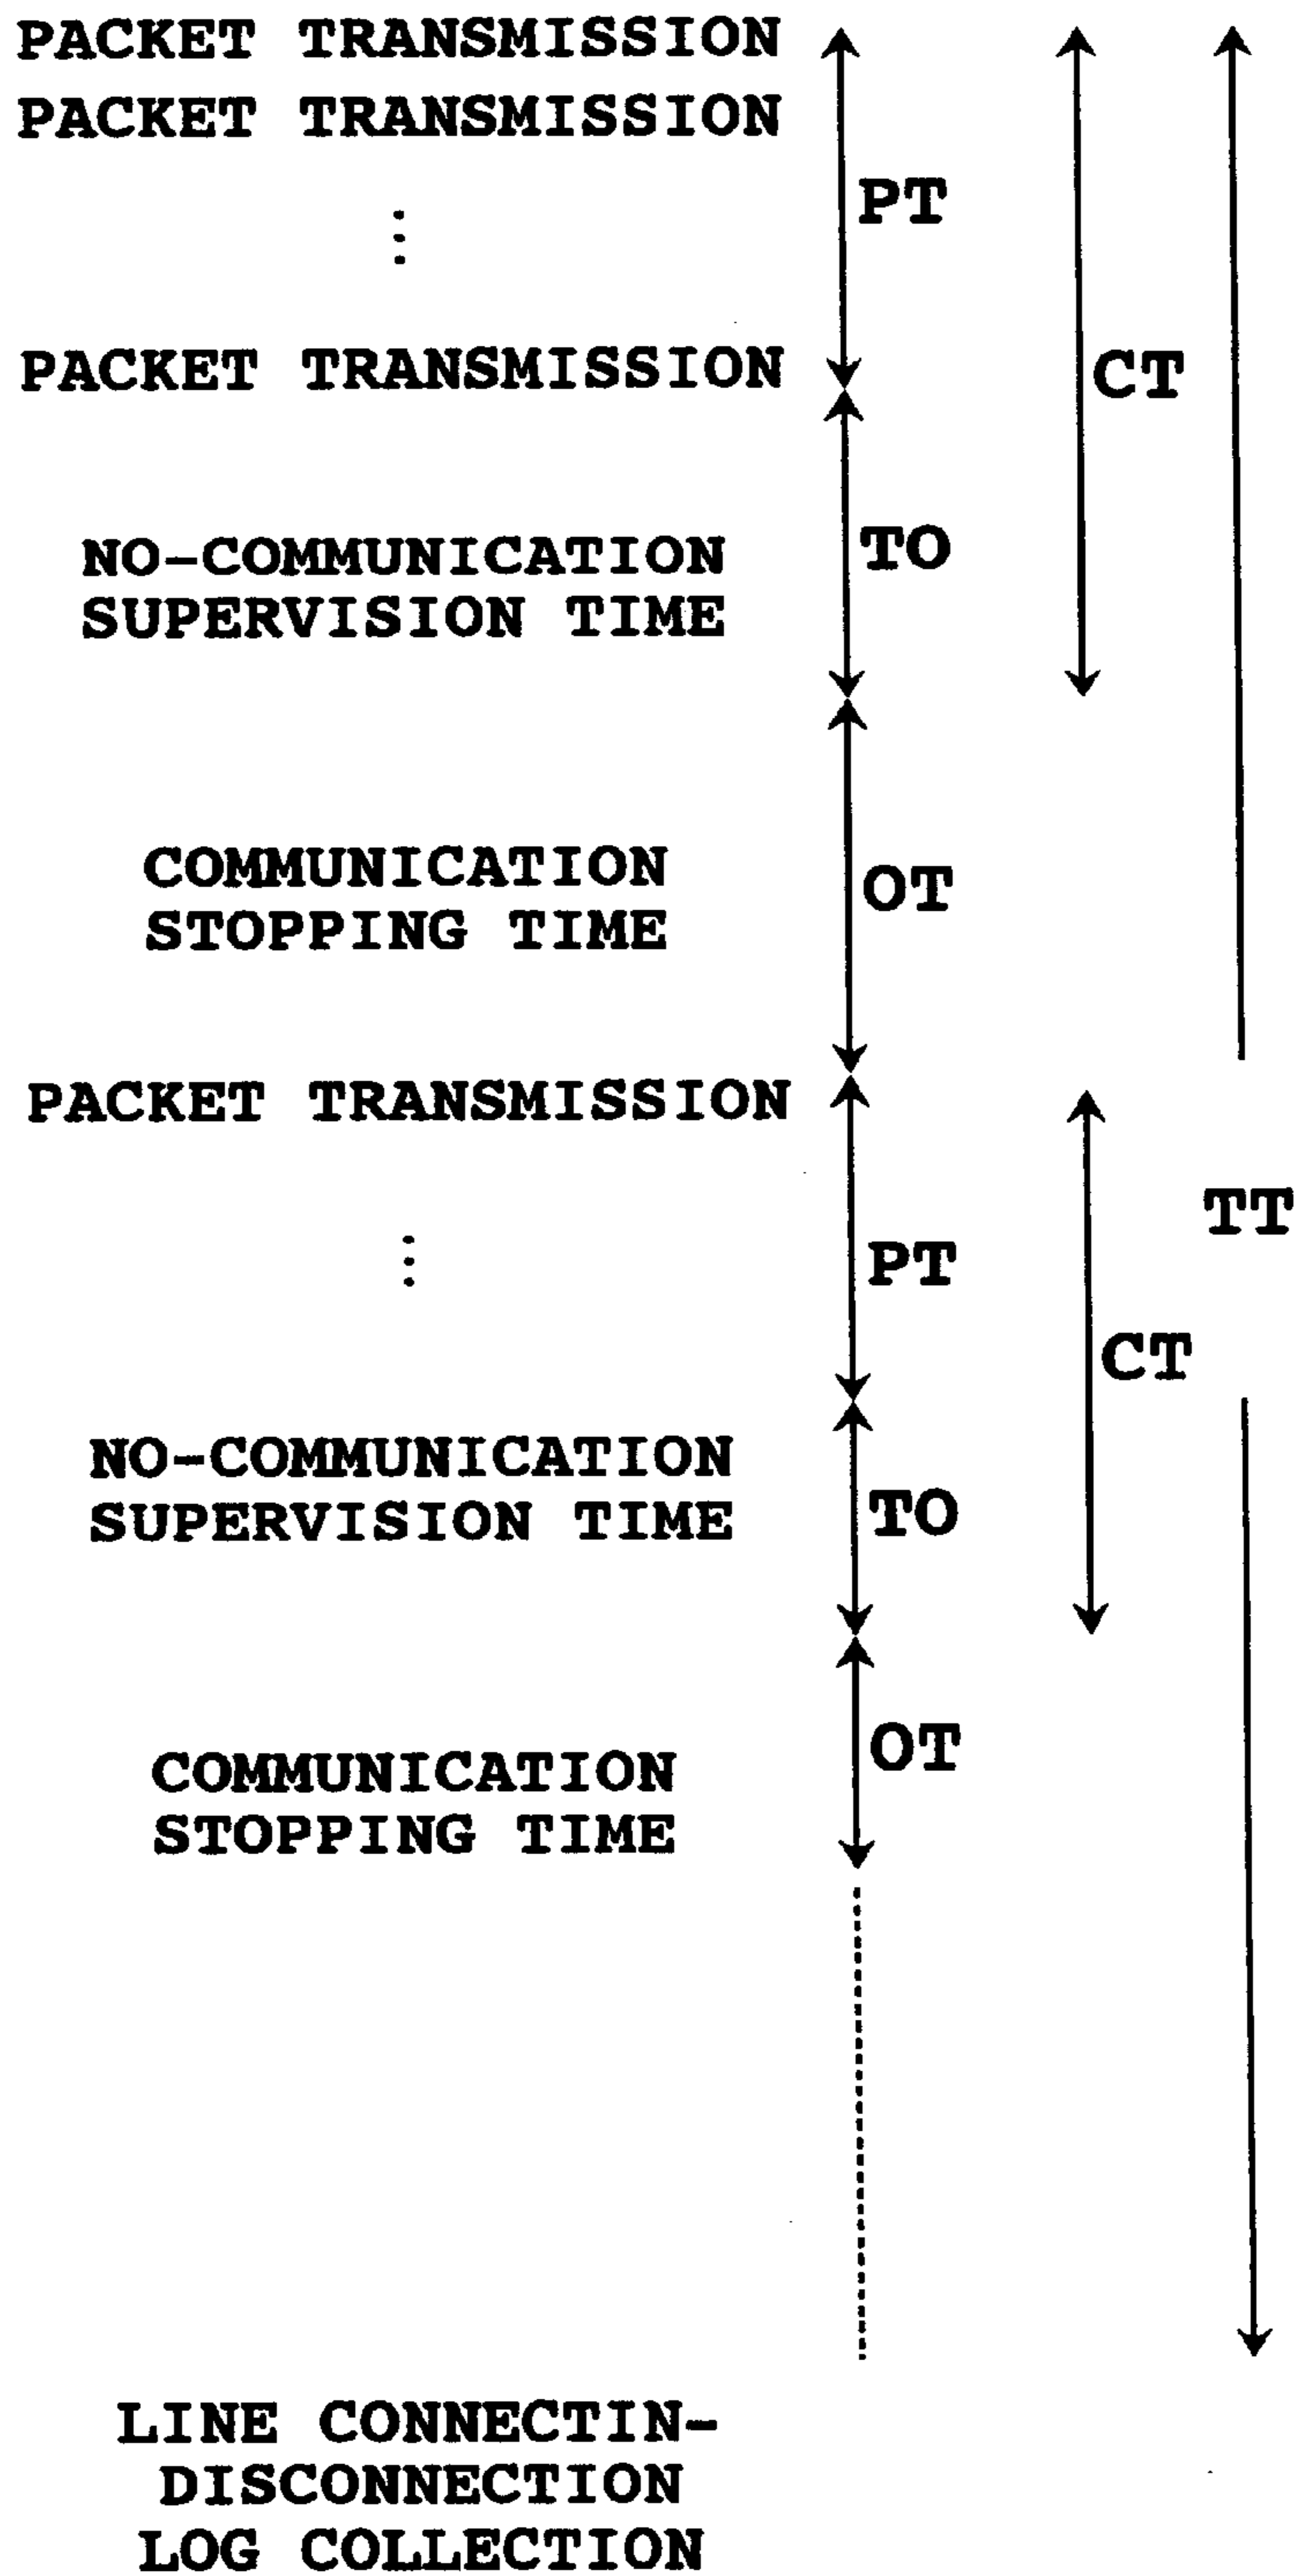 PACKET TRANSMISSION
PACKET TRANSMISSION
PT
PACKET TRANSMISSION
CT
NO-COMMUNICATION
SUPERVISION TIME
TO
COMMUNICATION
STOPPING TIME
OT
PACKET TRANSMISSION
TT
PT
CT
NO-COMMUNICATION
SUPERVISION TIME
TO
COMMUNICATION
STOPPING TIME
OT
LINE CONNECTIN-
DISCONNECTION
LOG COLLECTION